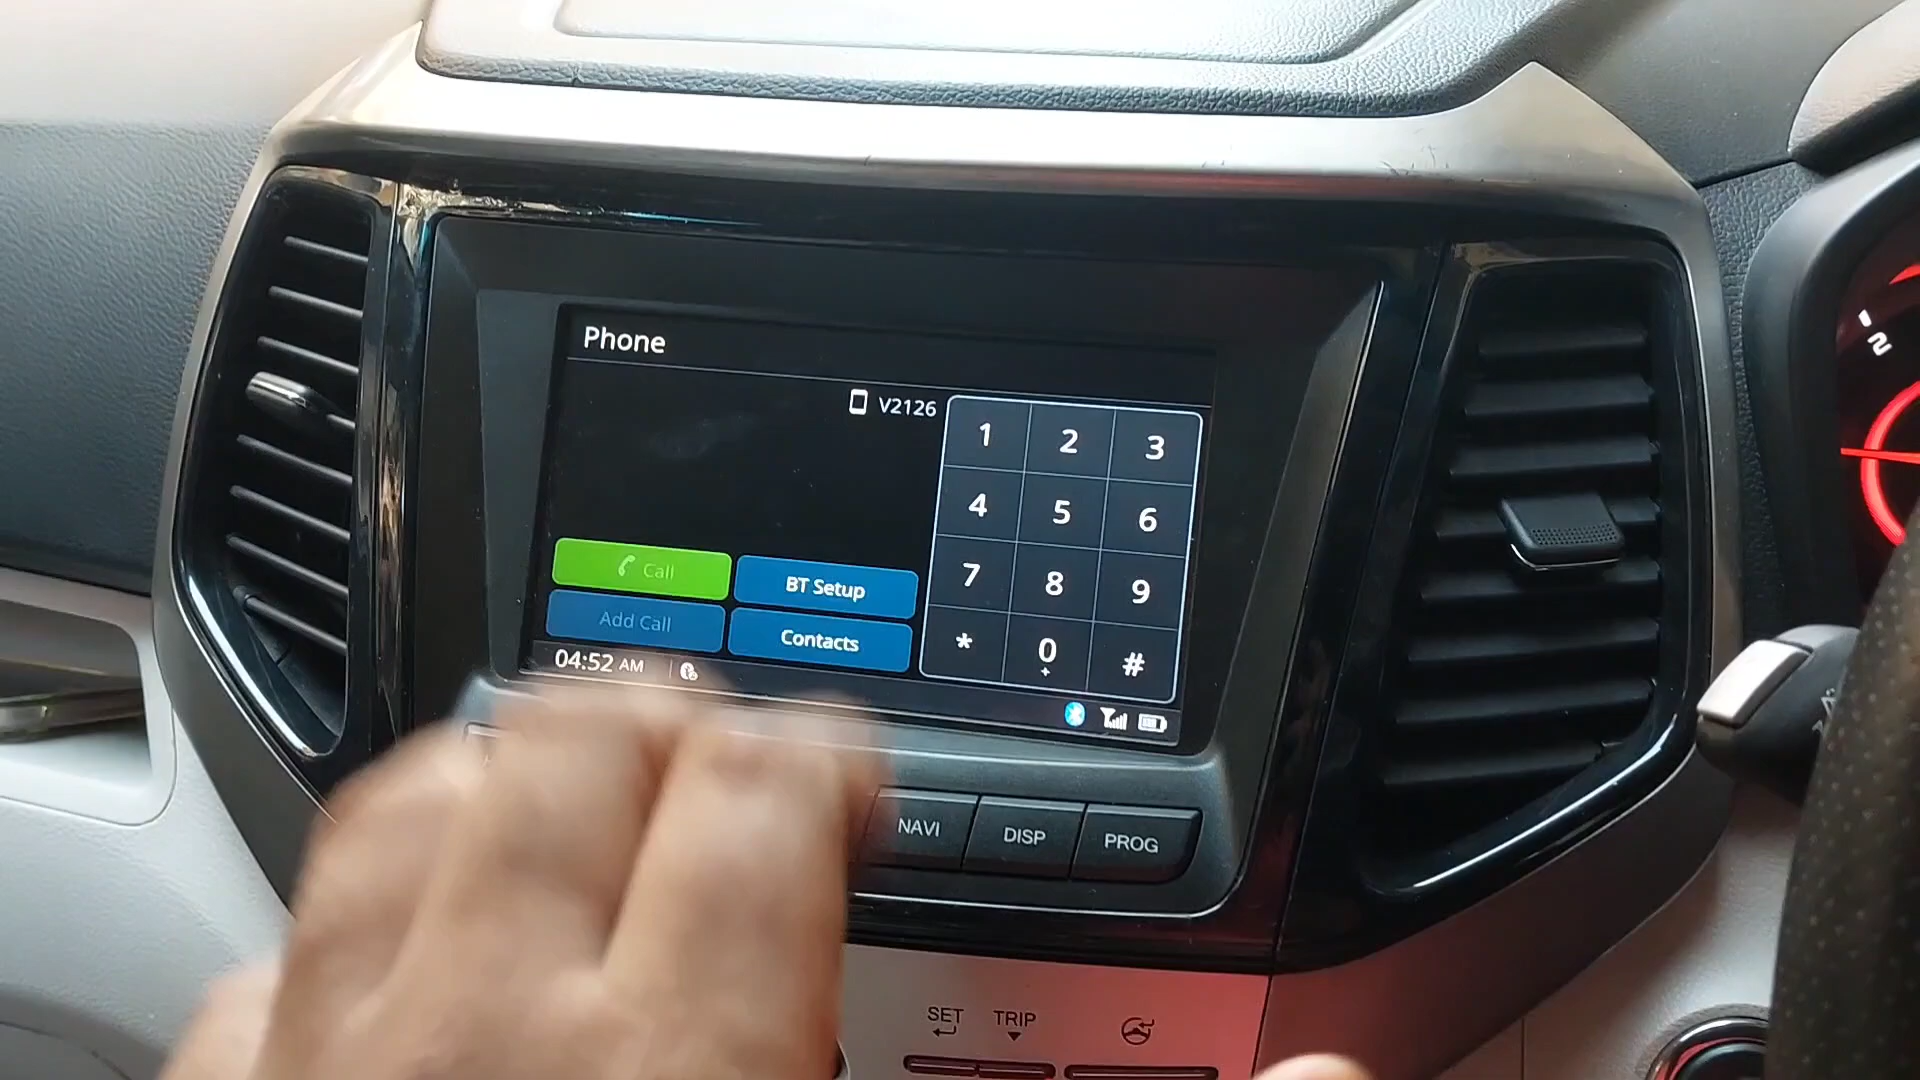 Phone
V2126
1 2 3
4 5 6
7 8 9
* 0 #
+
Call
BT Setup
Add Call
Contacts
04:52 AM
NAVI
DISP
PROG
SET
TRIP
2